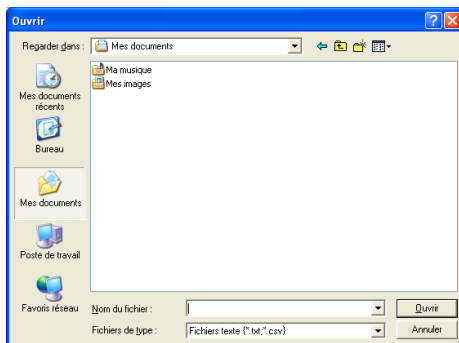 Ouvrir
Regarder dans : Mes documents
Ma musique
Mes images
Mes documents
récents
Bureau
Mes documents
Poste de travail
Favoris réseau
Nom du fichier : Ouvrir
Fichiers de type : Fichiers texte {*.txt;*.csv} Annuler